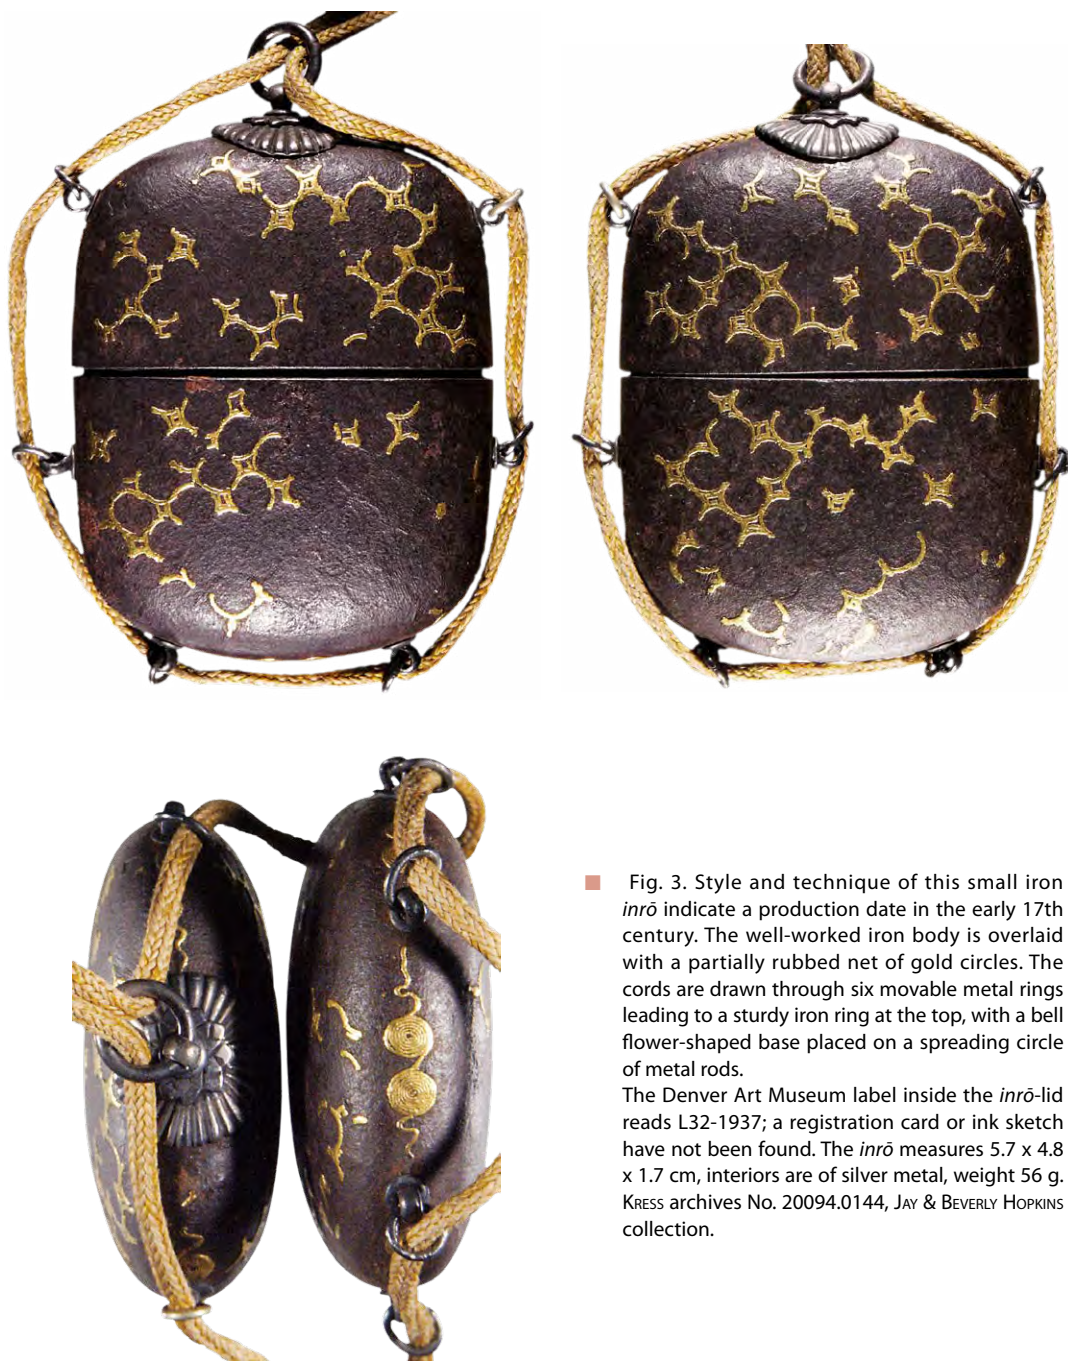 Fig. 3. Style and technique of this small iron
inrō indicate a production date in the early 17th
century. The well-worked iron body is overlaid
with a partially rubbed net of gold circles. The
cords are drawn through six movable metal rings
leading to a sturdy iron ring at the top, with a bell
flower-shaped base placed on a spreading circle
of metal rods.
The Denver Art Museum label inside the inrō-lid
reads L32-1937; a registration card or ink sketch
have not been found. The inrō measures 5.7 x 4.8
x 1.7 cm, interiors are of silver metal, weight 56 g.
Kress archives No. 20094.0144, Jay & Beverly Hopkins
collection.